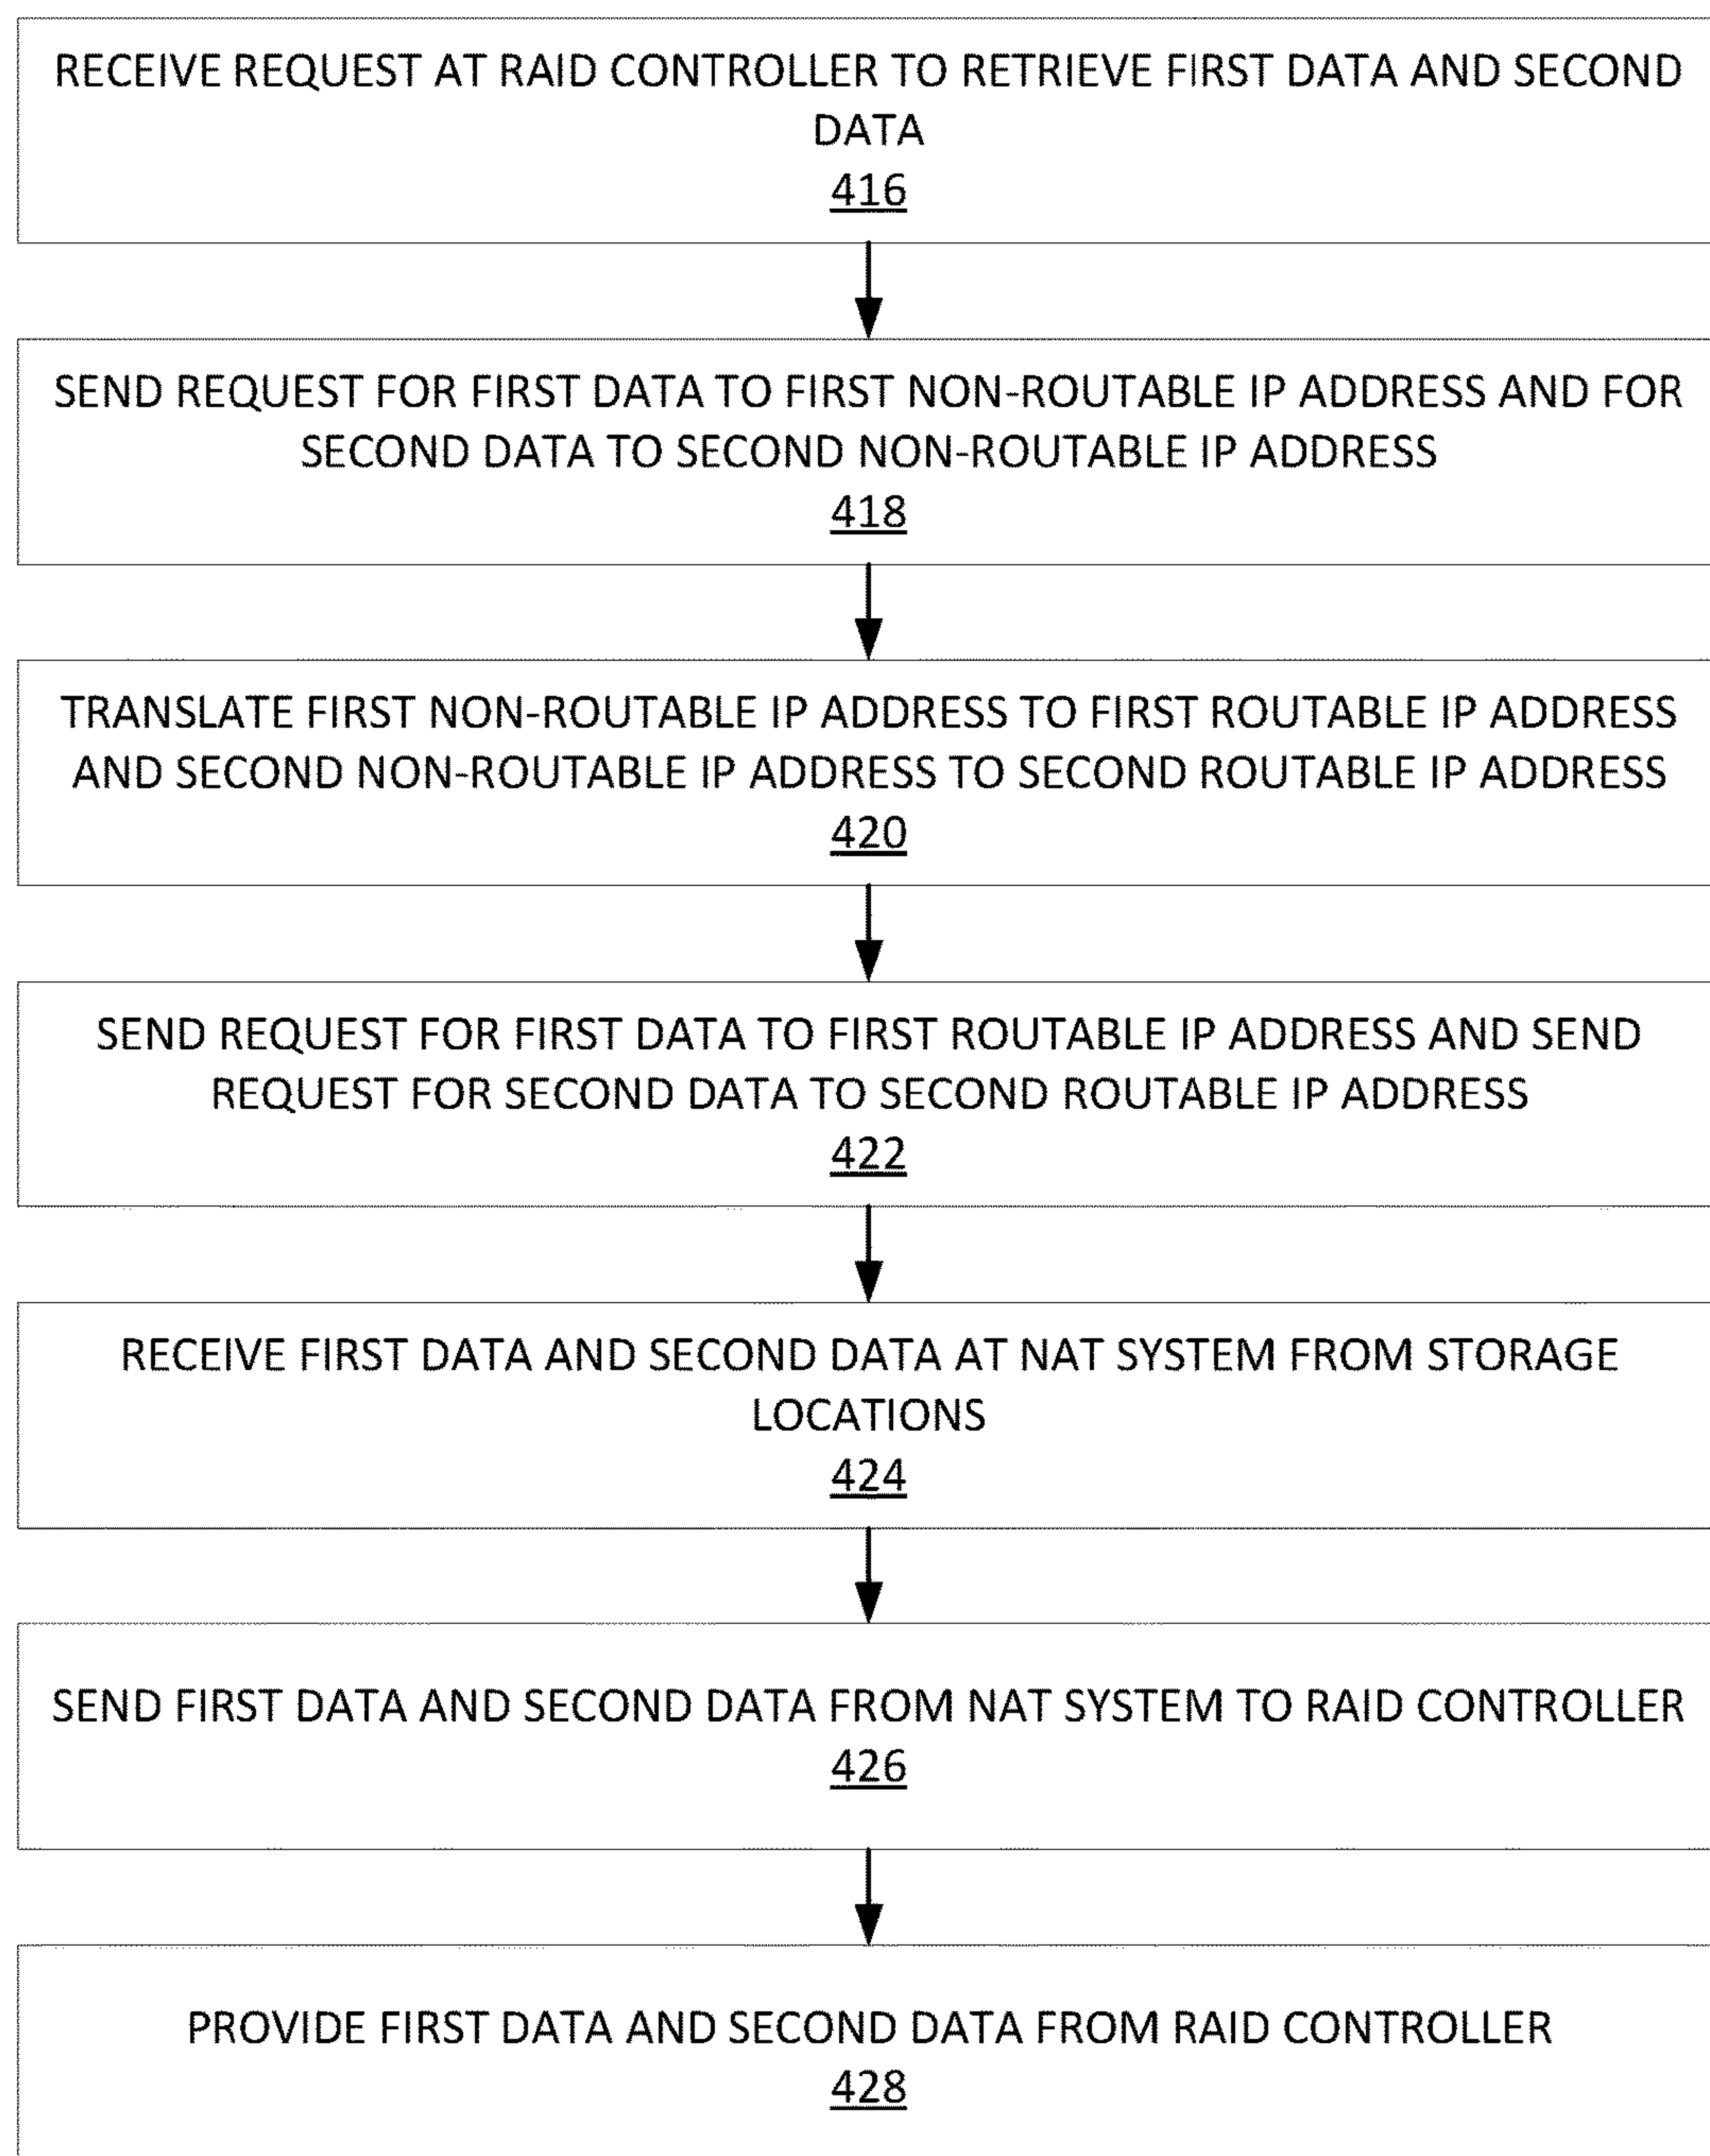 RECEIVE REQUEST AT RAID CONTROLLER TO RETRIEVE FIRST DATA AND SECOND
DATA
416
SEND REQUEST FOR FIRST DATA TO FIRST NON-ROUTABLE IP ADDRESS AND FOR
SECOND DATA TO SECOND NON-ROUTABLE IP ADDRESS
418
TRANSLATE FIRST NON-ROUTABLE IP ADDRESS TO FIRST ROUTABLE IP ADDRESS
AND SECOND NON-ROUTABLE IP ADDRESS TO SECOND ROUTABLE IP ADDRESS
420
SEND REQUEST FOR FIRST DATA TO FIRST ROUTABLE IP ADDRESS AND SEND
REQUEST FOR SECOND DATA TO SECOND ROUTABLE IP ADDRESS
422
RECEIVE FIRST DATA AND SECOND DATA AT NAT SYSTEM FROM STORAGE
LOCATIONS
424
SEND FIRST DATA AND SECOND DATA FROM NAT SYSTEM TO RAID CONTROLLER
426
PROVIDE FIRST DATA AND SECOND DATA FROM RAID CONTROLLER
428